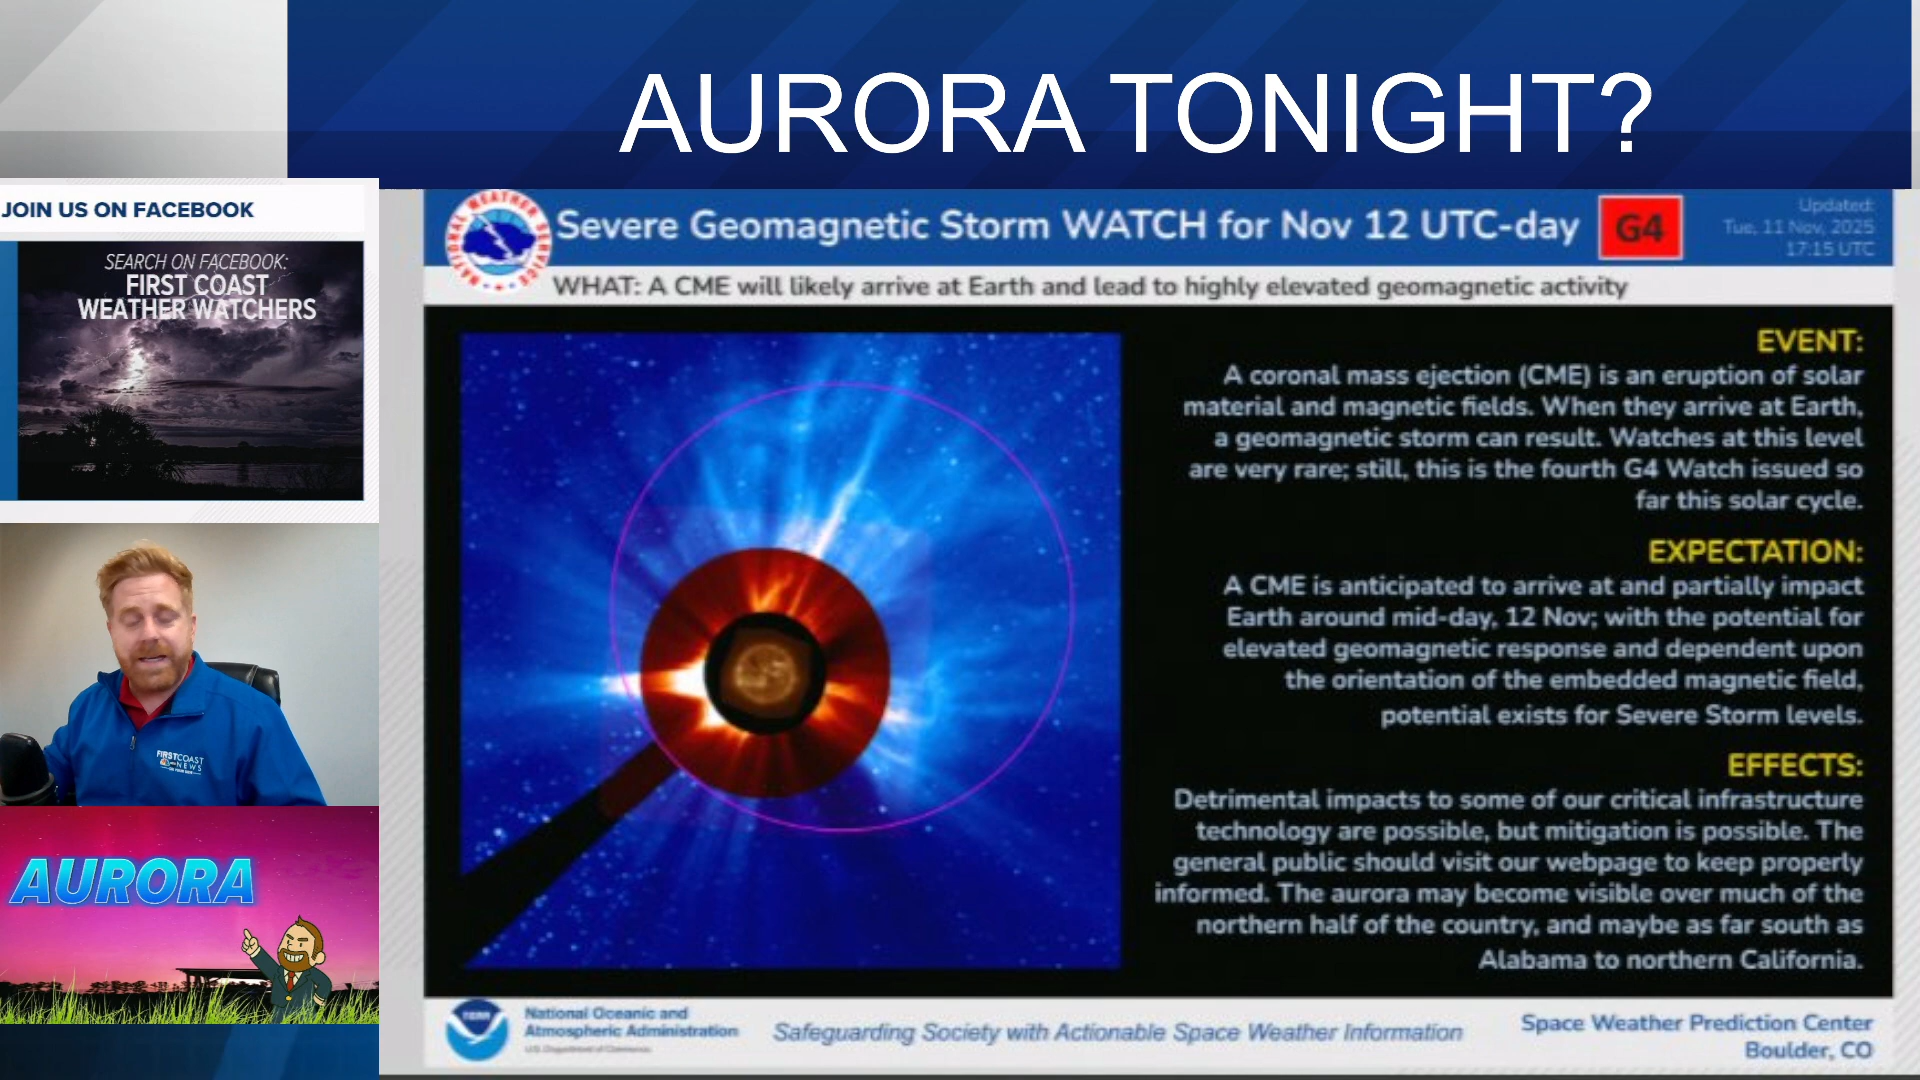 AURORA TONIGHT?
JOIN US ON FACEBOOK
SEARCH ON FACEBOOK:
FIRST COAST
WEATHER WATCHERS
FIRST COAST
NEWS
AURORA
NATIONAL WEATHER SERVICE
Severe Geomagnetic Storm WATCH for Nov 12 UTC-day
G4
Updated:
Tue, 11 Nov, 2025
17:15 UTC
WHAT: A CME will likely arrive at Earth and lead to highly elevated geomagnetic activity
EVENT:
A coronal mass ejection (CME) is an eruption of solar
material and magnetic fields. When they arrive at Earth,
a geomagnetic storm can result. Watches at this level
are very rare; still, this is the fourth G4 Watch issued so
far this solar cycle.
EXPECTATION:
A CME is anticipated to arrive at and partially impact
Earth around mid-day, 12 Nov; with the potential for
elevated geomagnetic response and dependent upon
the orientation of the embedded magnetic field,
potential exists for Severe Storm levels.
EFFECTS:
Detrimental impacts to some of our critical infrastructure
technology are possible, but mitigation is possible. The
general public should visit our webpage to keep properly
informed. The aurora may become visible over much of the
northern half of the country, and maybe as far south as
Alabama to northern California.
National Oceanic and
Atmospheric Administration
U.S. Department of Commerce
Safeguarding Society with Actionable Space Weather Information
Space Weather Prediction Center
Boulder, CO